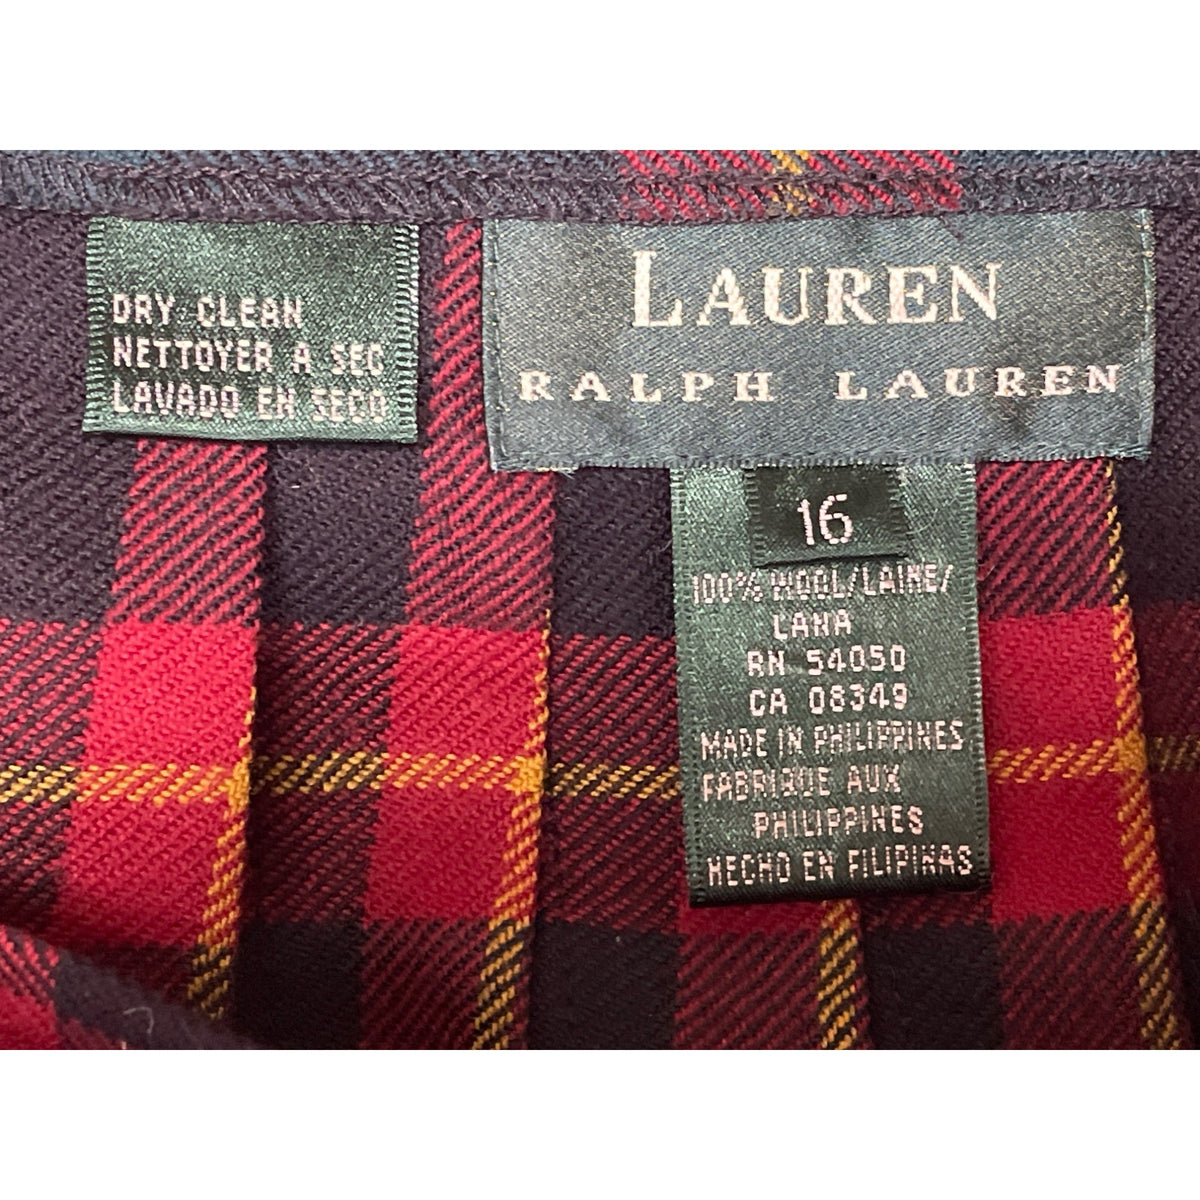 DRY CLEAN
NETTOYER A SEC
LAVADO EN SECO
LAUREN
RALPH LAUREN
16
100% WOOL/LAINE/
LANA
RN 54050
CA 08349
MADE IN PHILIPPINES
FABRIQUE AUX
PHILIPPINES
HECHO EN FILIPINAS